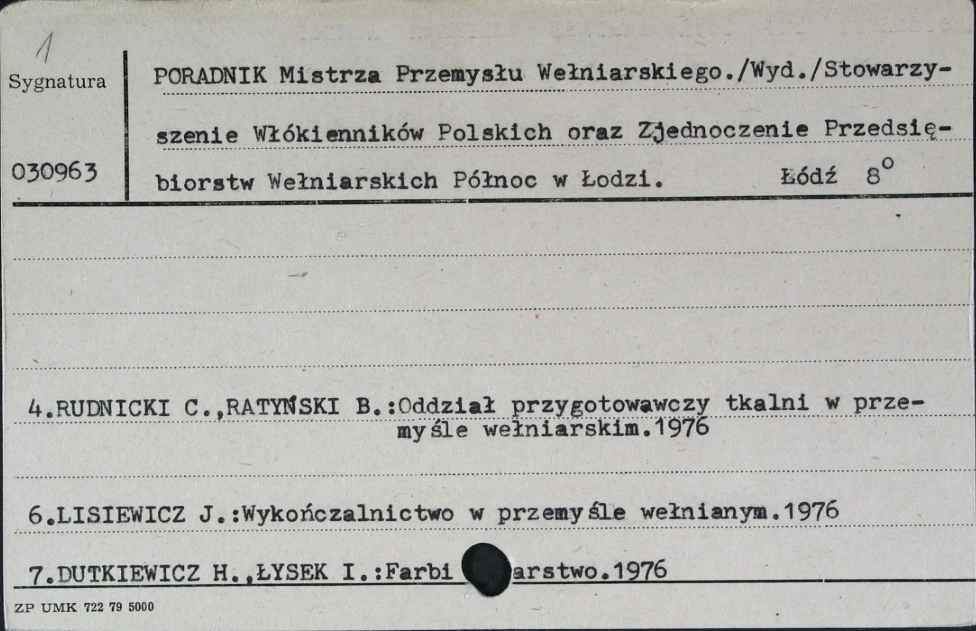 1
Sygnatura
PORADNIK Mistrza Przemysłu Wełniarskiego./Wyd./Stowarzy-
szenie Włókienników Polskich oraz Zjednoczenie Przedsię-
030963
biorstw Wełniarskich Północ w Łodzi. Łódź 8°
4.RUDNICKI C.,RATYŃSKI B.:Oddział przygotowawczy tkalni w prze-
myśle wełniarskim.1976
6.LISIEWICZ J.:Wykończalnictwo w przemyśle wełnianym.1976
7.DUTKIEWICZ H.,ŁYSEK I.:Farbi arstwo.1976
ZP UMK 722 79 5000